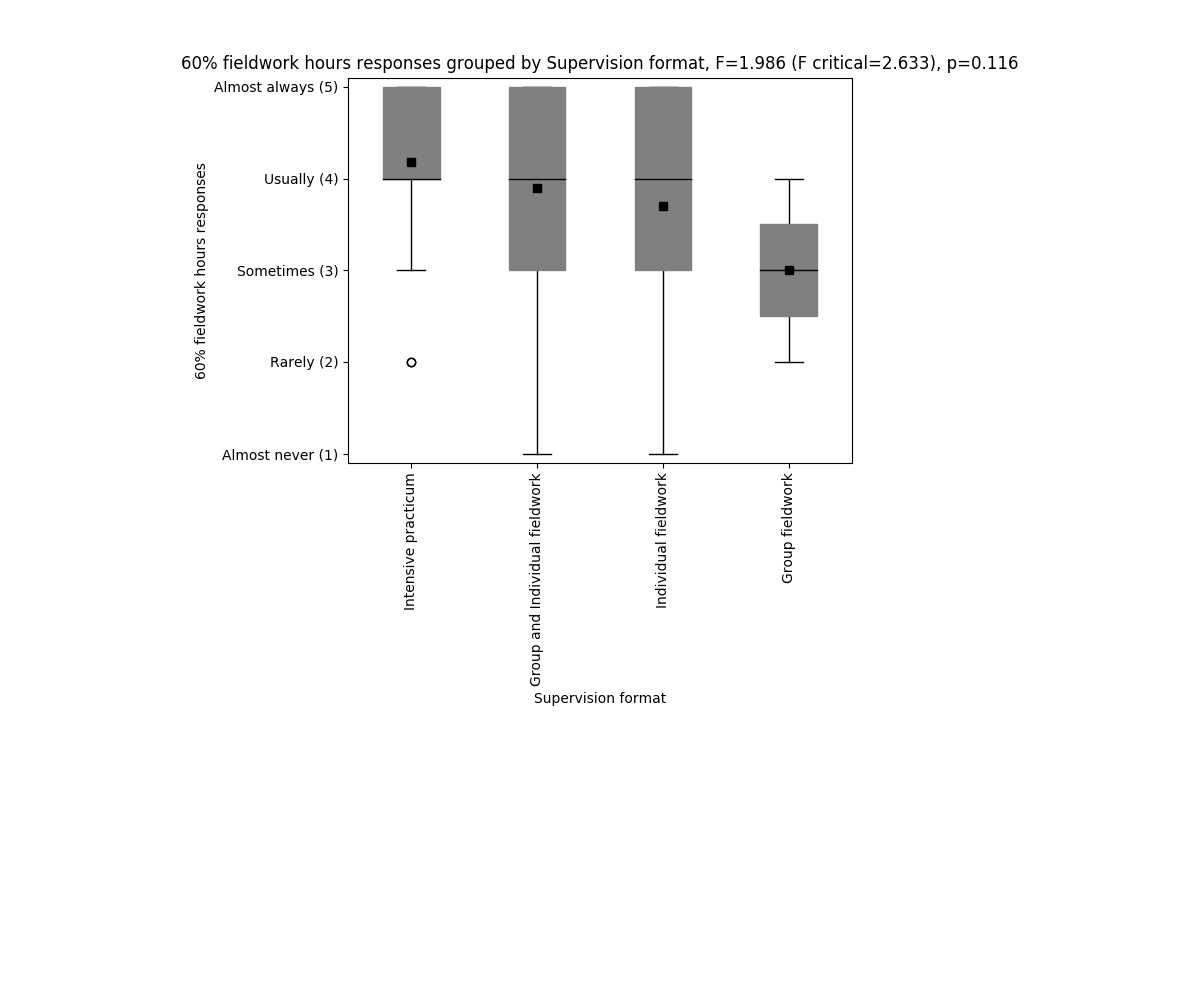 60% fieldwork hours responses grouped by Supervision format, F=1.986 (F critical=2.633), p=0.116
Almost always (5)
Usually (4)
Sometimes (3)
Rarely (2)
Almost never (1)
60% fieldwork hours responses
Intensive practicum
Group and Individual fieldwork
Individual fieldwork
Group fieldwork
Supervision format